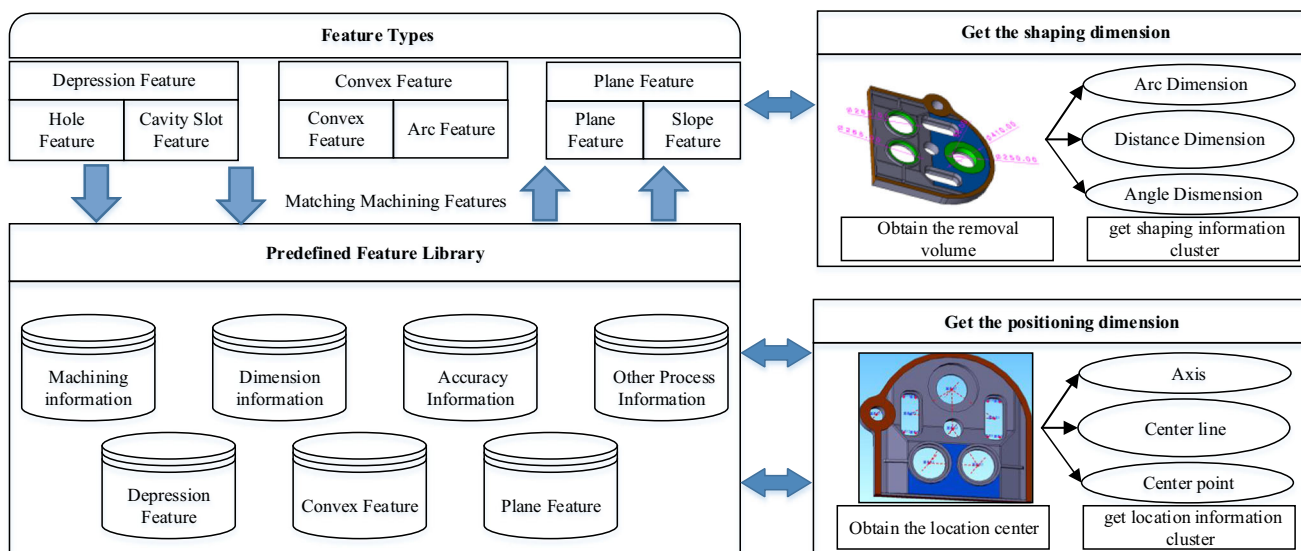 Feature Types
Depression Feature
Convex Feature
Plane Feature
Hole
Feature
Cavity Slot
Feature
Convex
Feature
Arc Feature
Plane
Feature
Slope
Feature
Matching Machining Features
Predefined Feature Library
Machining
information
Dimension
information
Accuracy
Information
Other Process
Information
Depression
Feature
Convex Feature
Plane Feature
Get the shaping dimension
Arc Dimension
Distance Dimension
Angle Dismension
Obtain the removal
volume
get shaping information
cluster
Get the positioning dimension
Axis
Center line
Center point
Obtain the location center
get location information
cluster